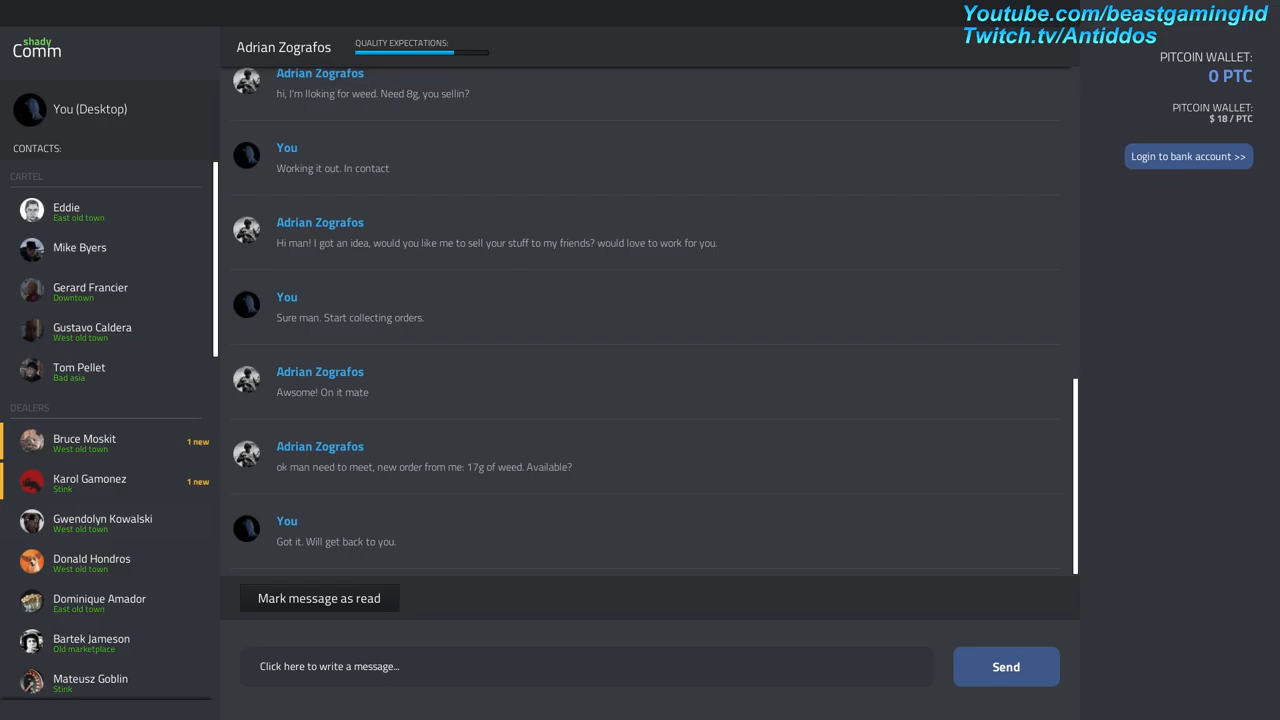 Youtube.com/beastgaminghd
Twitch.tv/Antiddos
shady
Comm
You (Desktop)
CONTACTS:
CARTEL
Eddie
East old town
Mike Byers
Gerard Francier
Downtown
Gustavo Caldera
West old town
Tom Pellet
Bad asia
DEALERS
Bruce Moskit
West old town
1 new
Karol Gamonez
Stink
1 new
Gwendolyn Kowalski
West old town
Donald Hondros
West old town
Dominique Amador
East old town
Bartek Jameson
Old marketplace
Mateusz Goblin
Stink
Adrian Zografos
QUALITY EXPECTATIONS:
Adrian Zografos
hi, I'm lloking for weed. Need 8g, you sellin?
You
Working it out. In contact
Adrian Zografos
Hi man! I got an idea, would you like me to sell your stuff to my friends? would love to work for you.
You
Sure man. Start collecting orders.
Adrian Zografos
Awsome! On it mate
Adrian Zografos
ok man need to meet, new order from me: 17g of weed. Available?
You
Got it. Will get back to you.
Mark message as read
Click here to write a message...
Send
PITCOIN WALLET:
0 PTC
PITCOIN WALLET:
$ 18 / PTC
Login to bank account >>